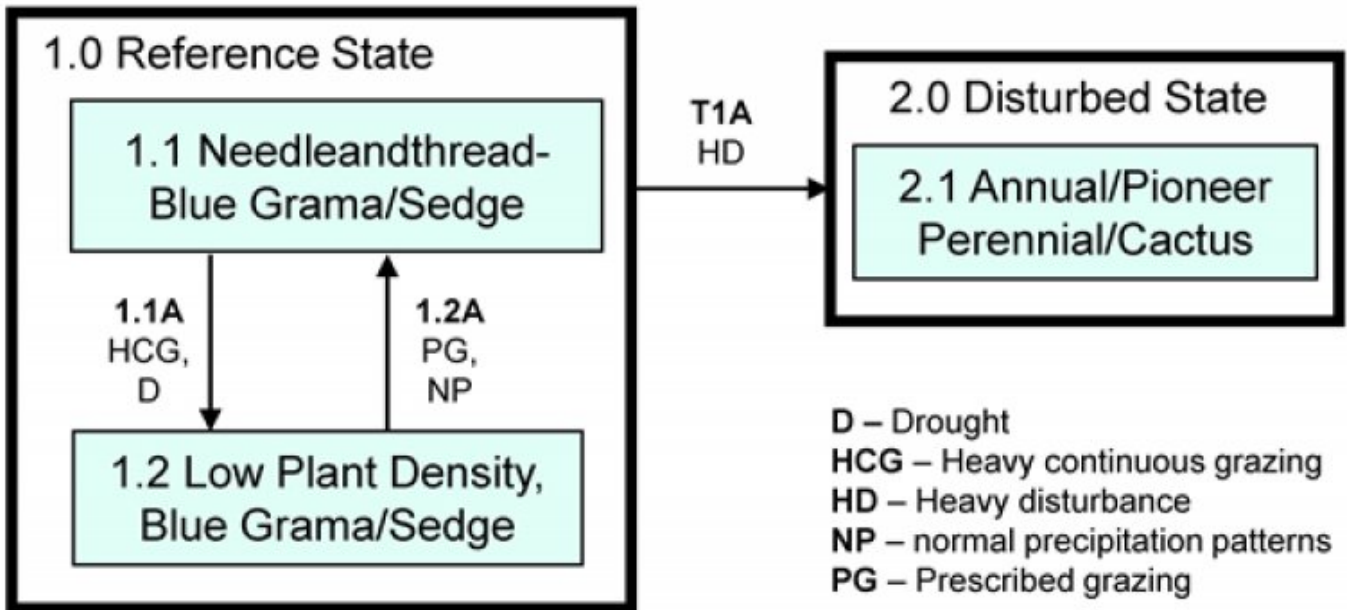 1.0 Reference State
1.1 Needleandthread-
Blue Grama/Sedge
1.1A
HCG,
D
1.2A
PG,
NP
1.2 Low Plant Density,
Blue Grama/Sedge
T1A
HD
2.0 Disturbed State
2.1 Annual/Pioneer
Perennial/Cactus
D – Drought
HCG – Heavy continuous grazing
HD – Heavy disturbance
NP – normal precipitation patterns
PG – Prescribed grazing